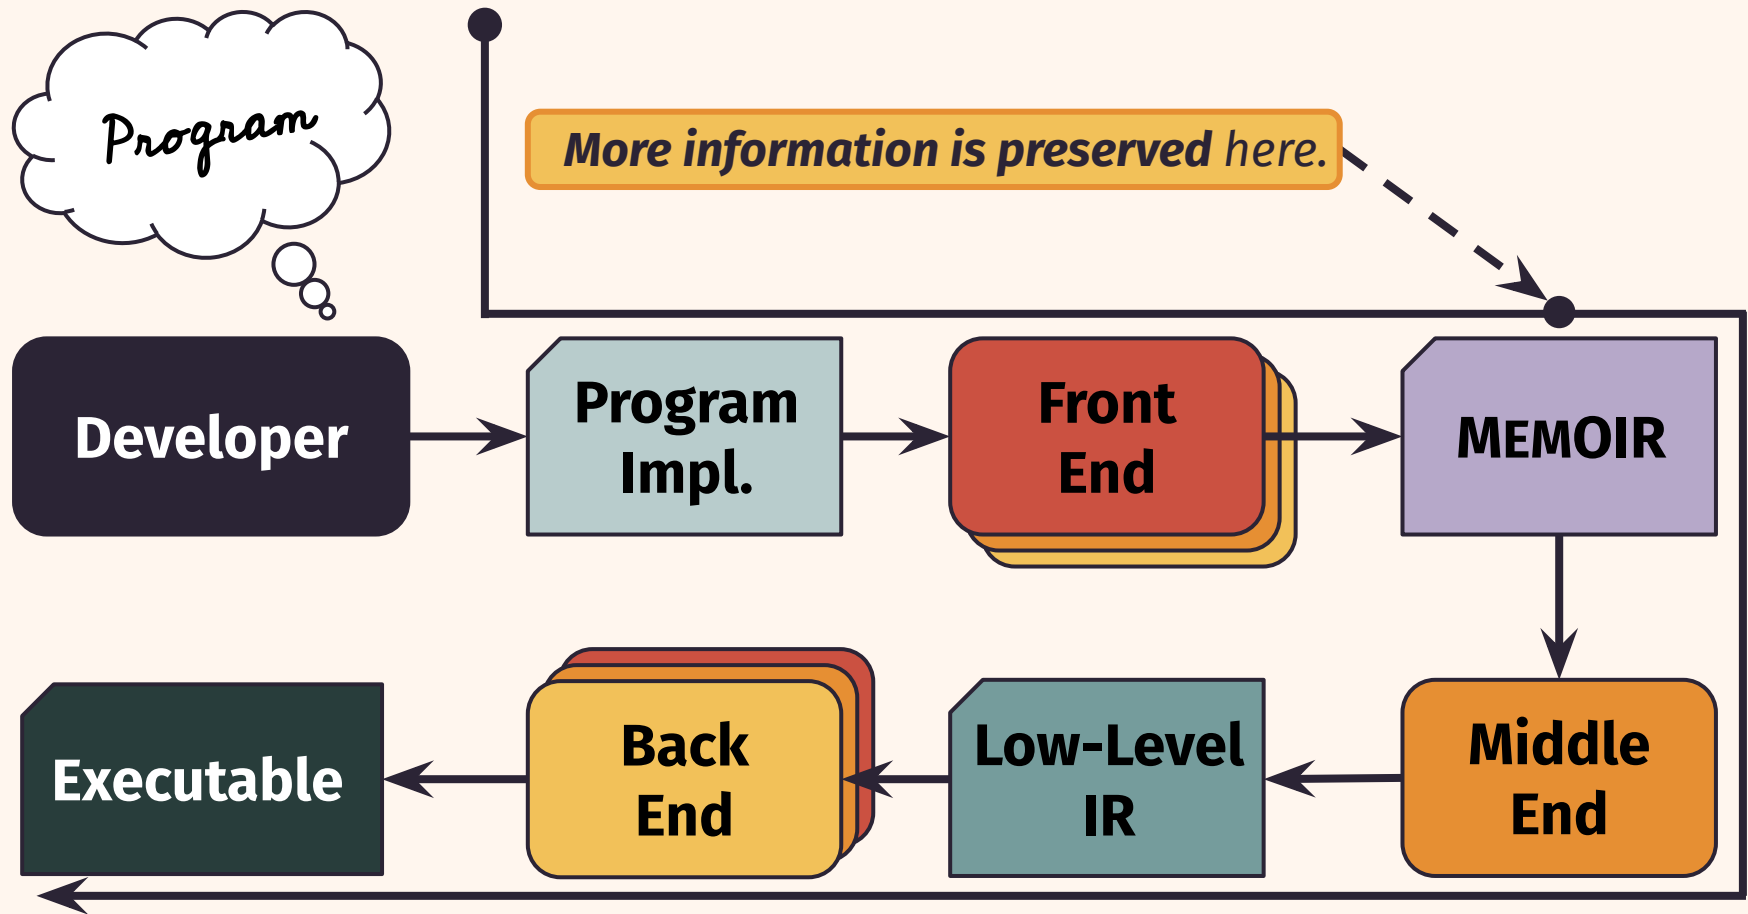 Program
More information is preserved here.
Developer
Program
Impl.
Front
End
MEMOIR
Executable
Back
End
Low-Level
IR
Middle
End